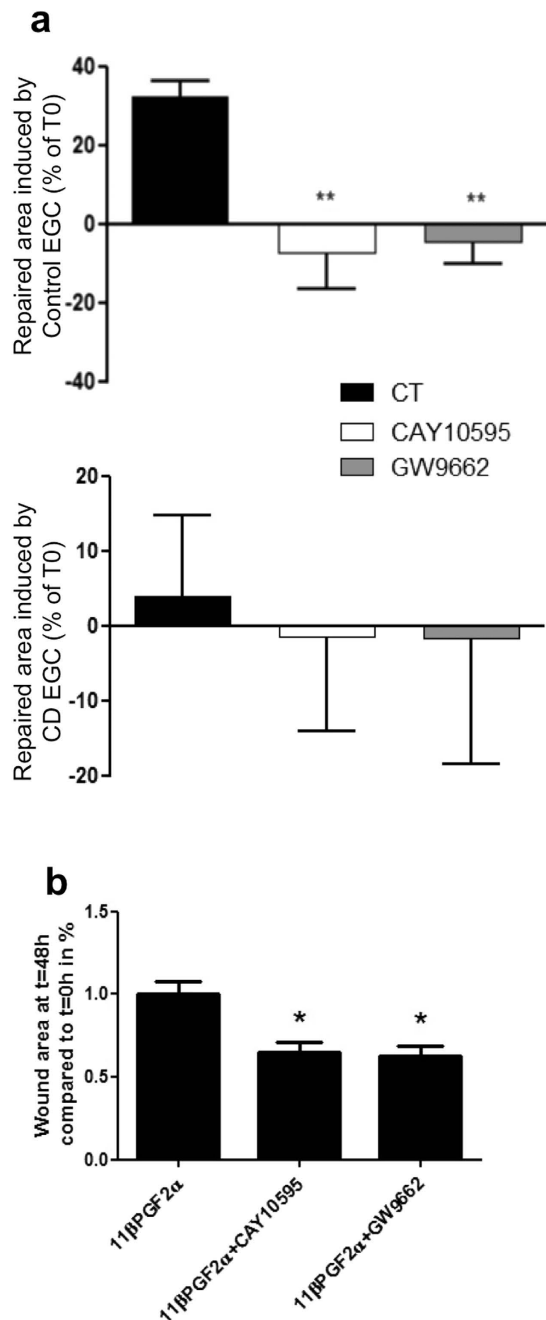 a
Repaired area induced by
Control EGC (% of T0)
40
20
0
-20
-40
**
**
CT
CAY10595
GW9662
Repaired area induced by
CD EGC (% of T0)
20
10
0
-10
-20
b
Wound area at t=48h
compared to t=0h in %
1.5
1.0
0.5
0.0
*
*
11βPGF2α
11βPGF2α+CAY10595
11βPGF2α+GW9662